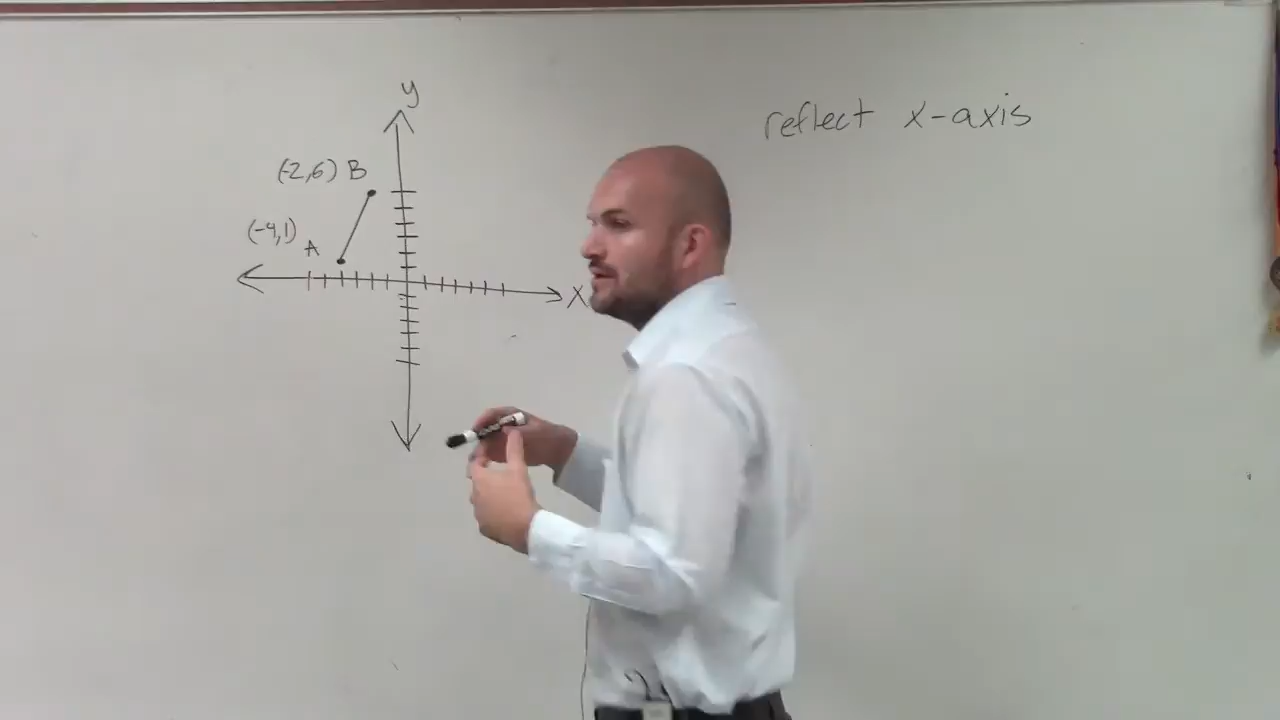 y
reflect x-axis
(-2,6) B
(-4,1) A
x